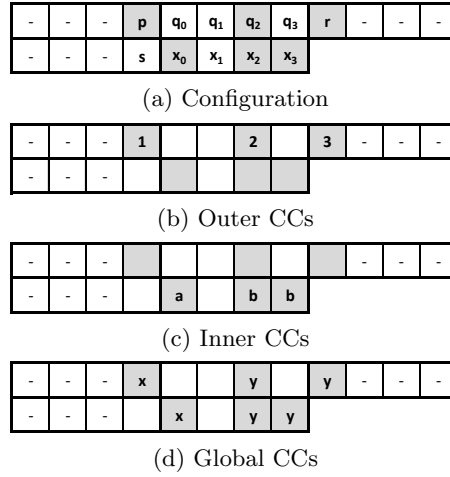 - - - p q₀ q₁ q₂ q₃ r - - -
- - - s x₀ x₁ x₂ x₃
(a) Configuration
- - - 1 2 3 - - -
- - -
(b) Outer CCs
- - - - - -
- - - a b b
(c) Inner CCs
- - - x y y - - -
- - - x y y
(d) Global CCs